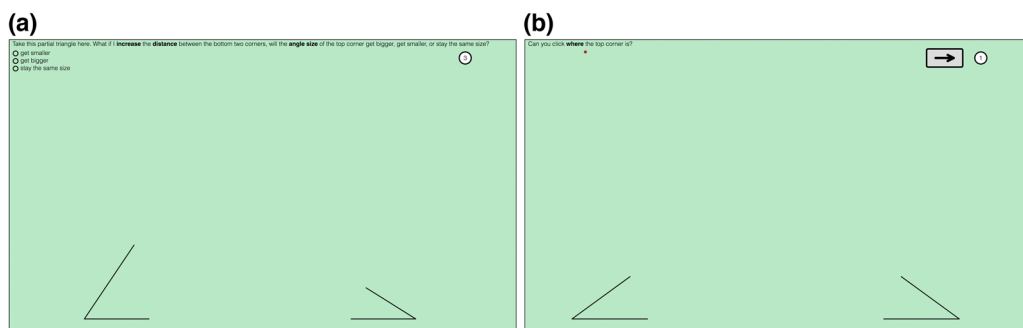 (a)
Take this partial triangle here. What if I increase the distance between the bottom two corners, will the angle size of the top corner get bigger, get smaller, or stay the same size?
get smaller
get bigger
stay the same size
3
(b)
Can you click where the top corner is?
1